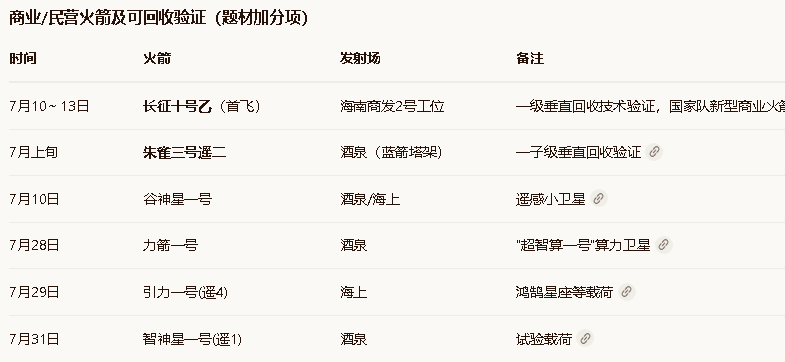 商业/民营火箭及可回收验证（题材加分项）
时间 火箭 发射场 备注
7月10~13日 长征十号乙（首飞） 海南商发2号工位 一级垂直回收技术验证，国家队新型商业火箭
7月上旬 朱雀三号遥二 酒泉（蓝箭塔架） 一子级垂直回收验证
7月10日 谷神星一号 酒泉/海上 遥感小卫星
7月28日 力箭一号 酒泉 "超智算一号"算力卫星
7月29日 引力一号(遥4) 海上 鸿鹄星座等载荷
7月31日 智神星一号(遥1) 酒泉 试验载荷